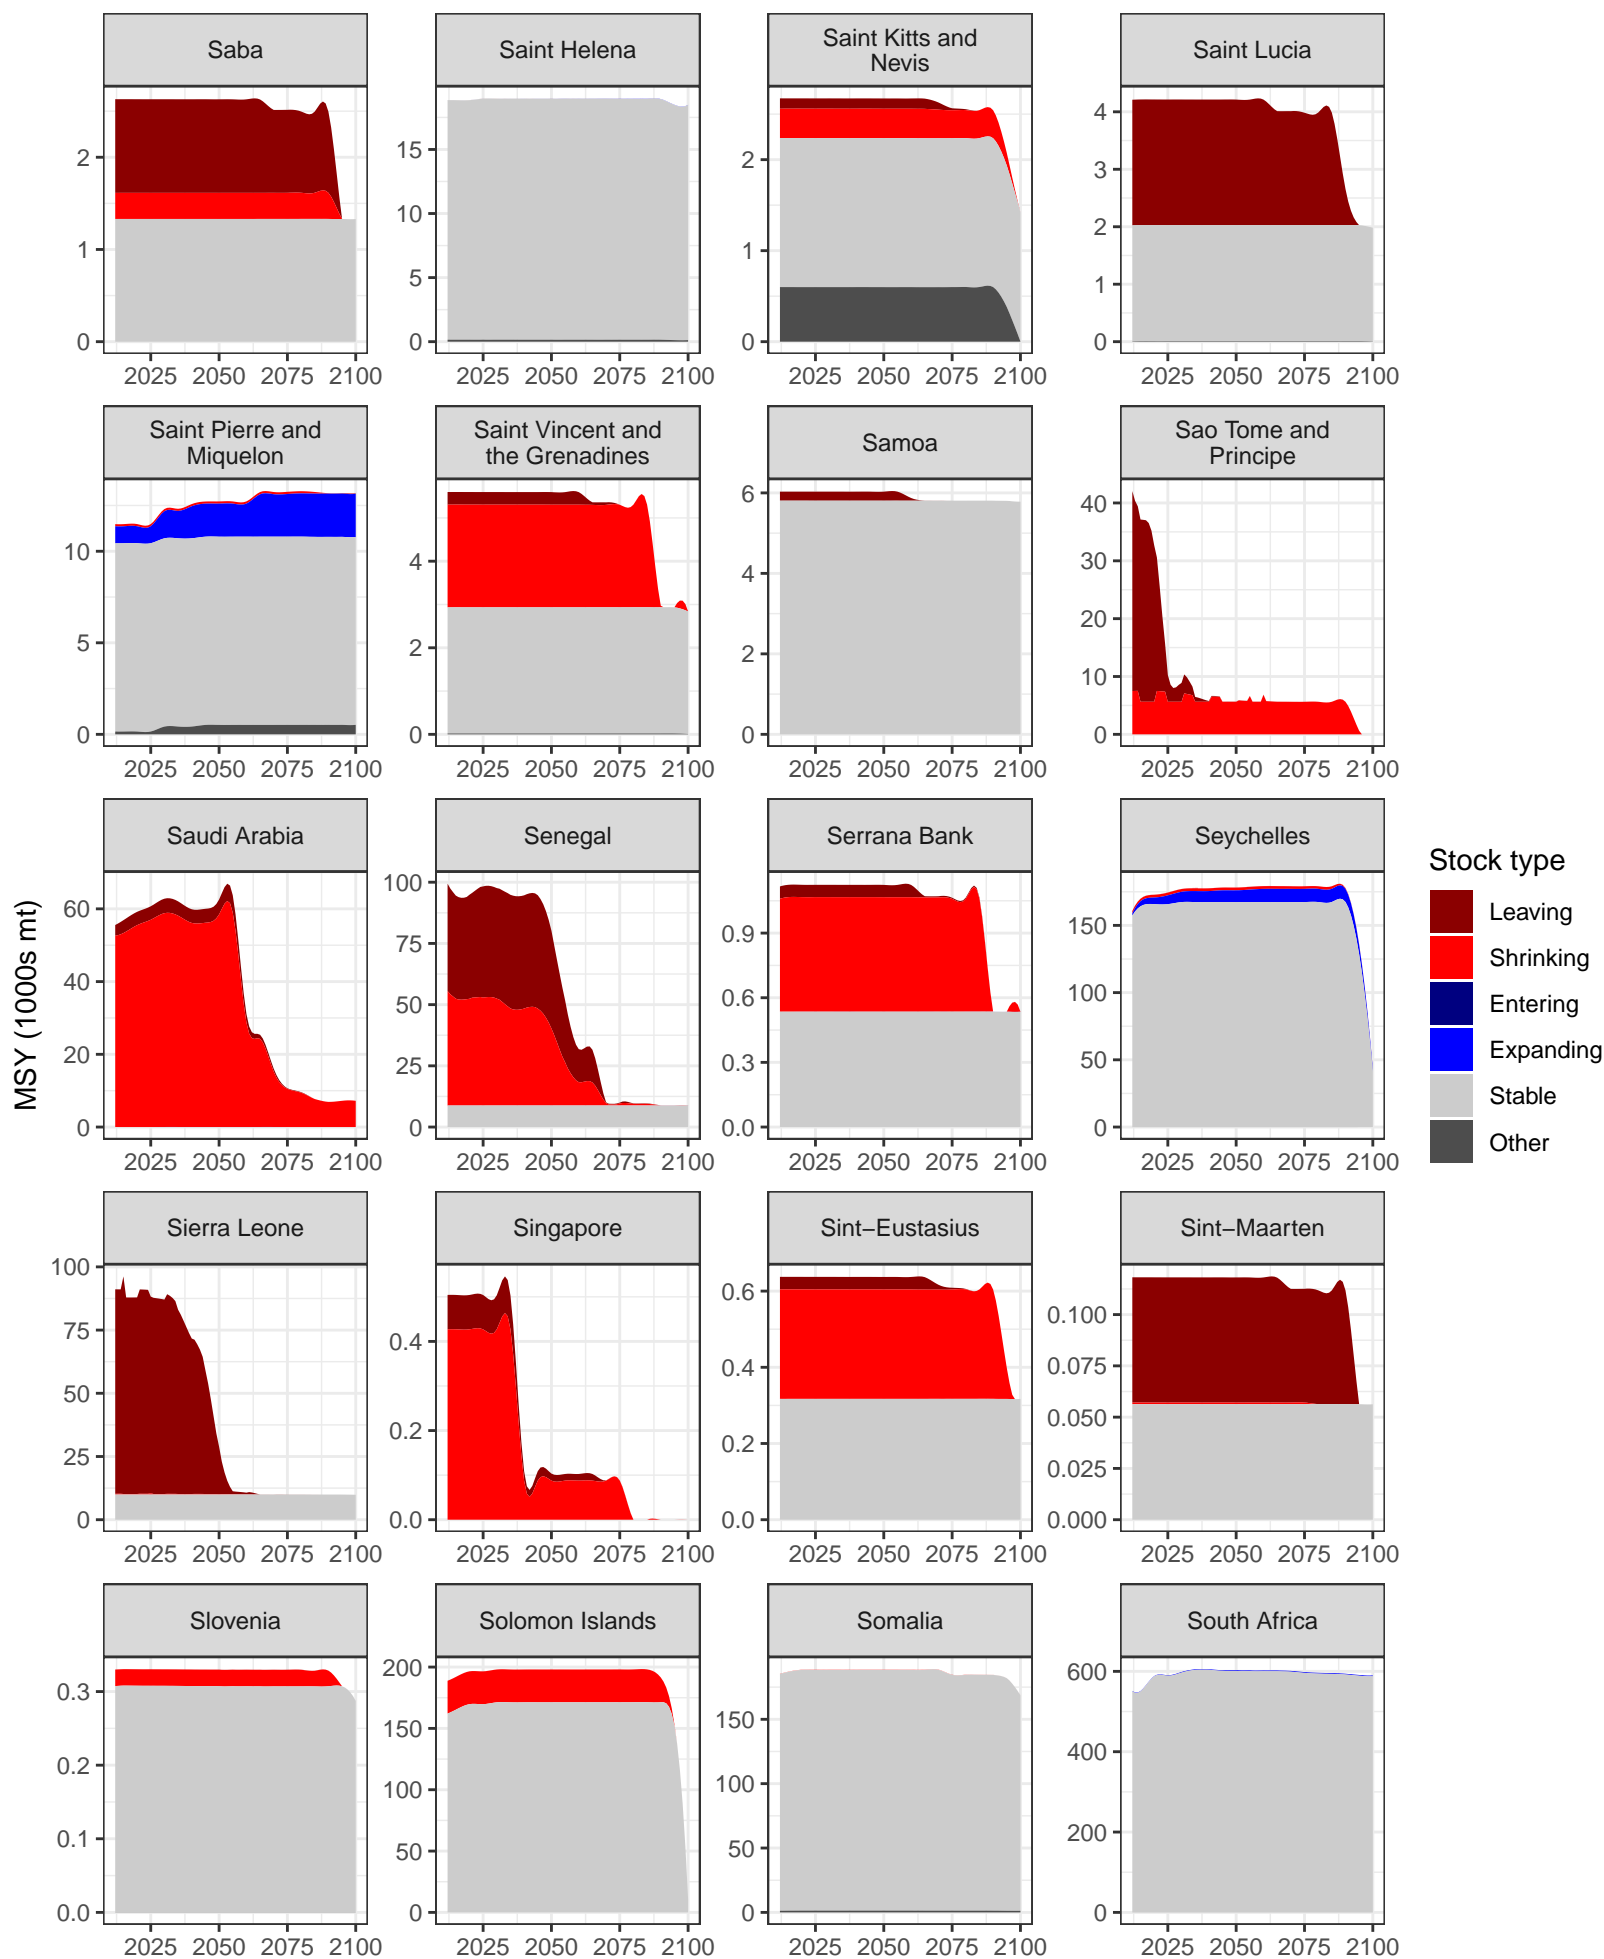 Saba
Saint Helena
Saint Kitts and
Nevis
Saint Lucia
2
1
0
15
10
5
0
2
1
0
4
3
2
1
0
2025 2050 2075 2100
2025 2050 2075 2100
2025 2050 2075 2100
2025 2050 2075 2100
Saint Pierre and
Miquelon
Saint Vincent and
the Grenadines
Samoa
Sao Tome and
Principe
10
5
0
4
2
0
6
4
2
0
40
30
20
10
0
2025 2050 2075 2100
2025 2050 2075 2100
2025 2050 2075 2100
2025 2050 2075 2100
Saudi Arabia
Senegal
Serrana Bank
Seychelles
60
40
20
0
100
75
50
25
0
0.9
0.6
0.3
0.0
150
100
50
0
2025 2050 2075 2100
2025 2050 2075 2100
2025 2050 2075 2100
2025 2050 2075 2100
Sierra Leone
Singapore
Sint−Eustasius
Sint−Maarten
100
75
50
25
0
0.4
0.2
0.0
0.6
0.4
0.2
0.0
0.100
0.075
0.050
0.025
0.000
2025 2050 2075 2100
2025 2050 2075 2100
2025 2050 2075 2100
2025 2050 2075 2100
Slovenia
Solomon Islands
Somalia
South Africa
0.3
0.2
0.1
0.0
200
150
100
50
0
150
100
50
0
600
400
200
0
2025 2050 2075 2100
2025 2050 2075 2100
2025 2050 2075 2100
2025 2050 2075 2100
MSY (1000s mt)
Stock type
Leaving
Shrinking
Entering
Expanding
Stable
Other